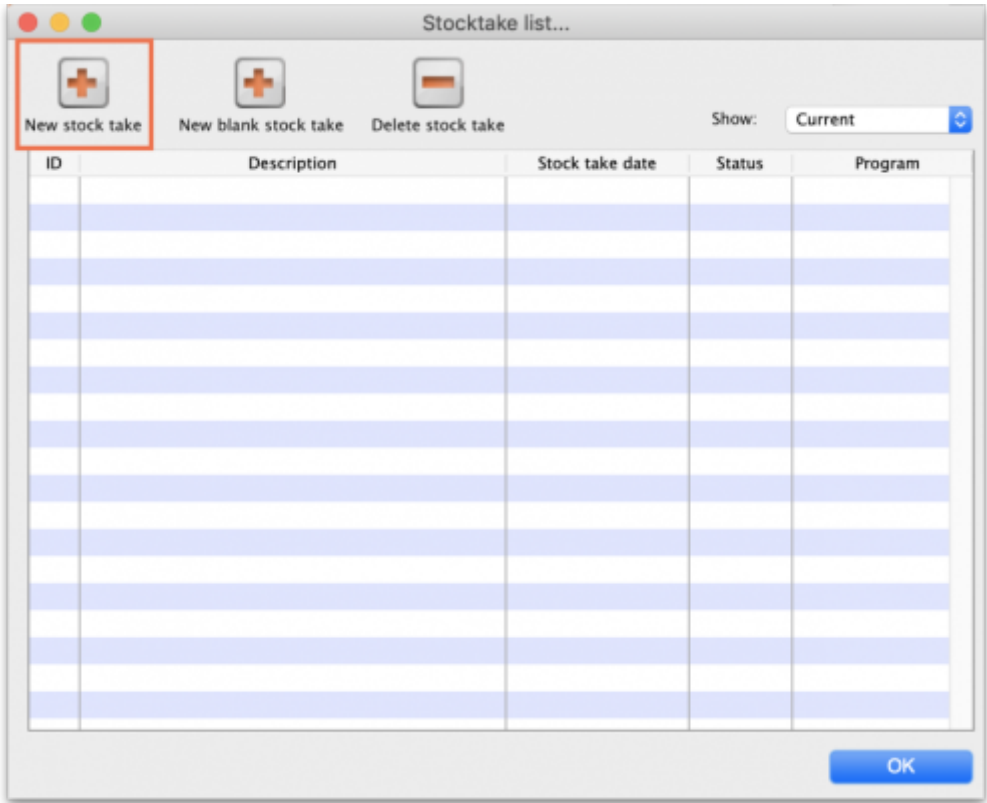 Stocktake list...
New stock take New blank stock take Delete stock take Show: Current
ID Description Stock take date Status Program
OK